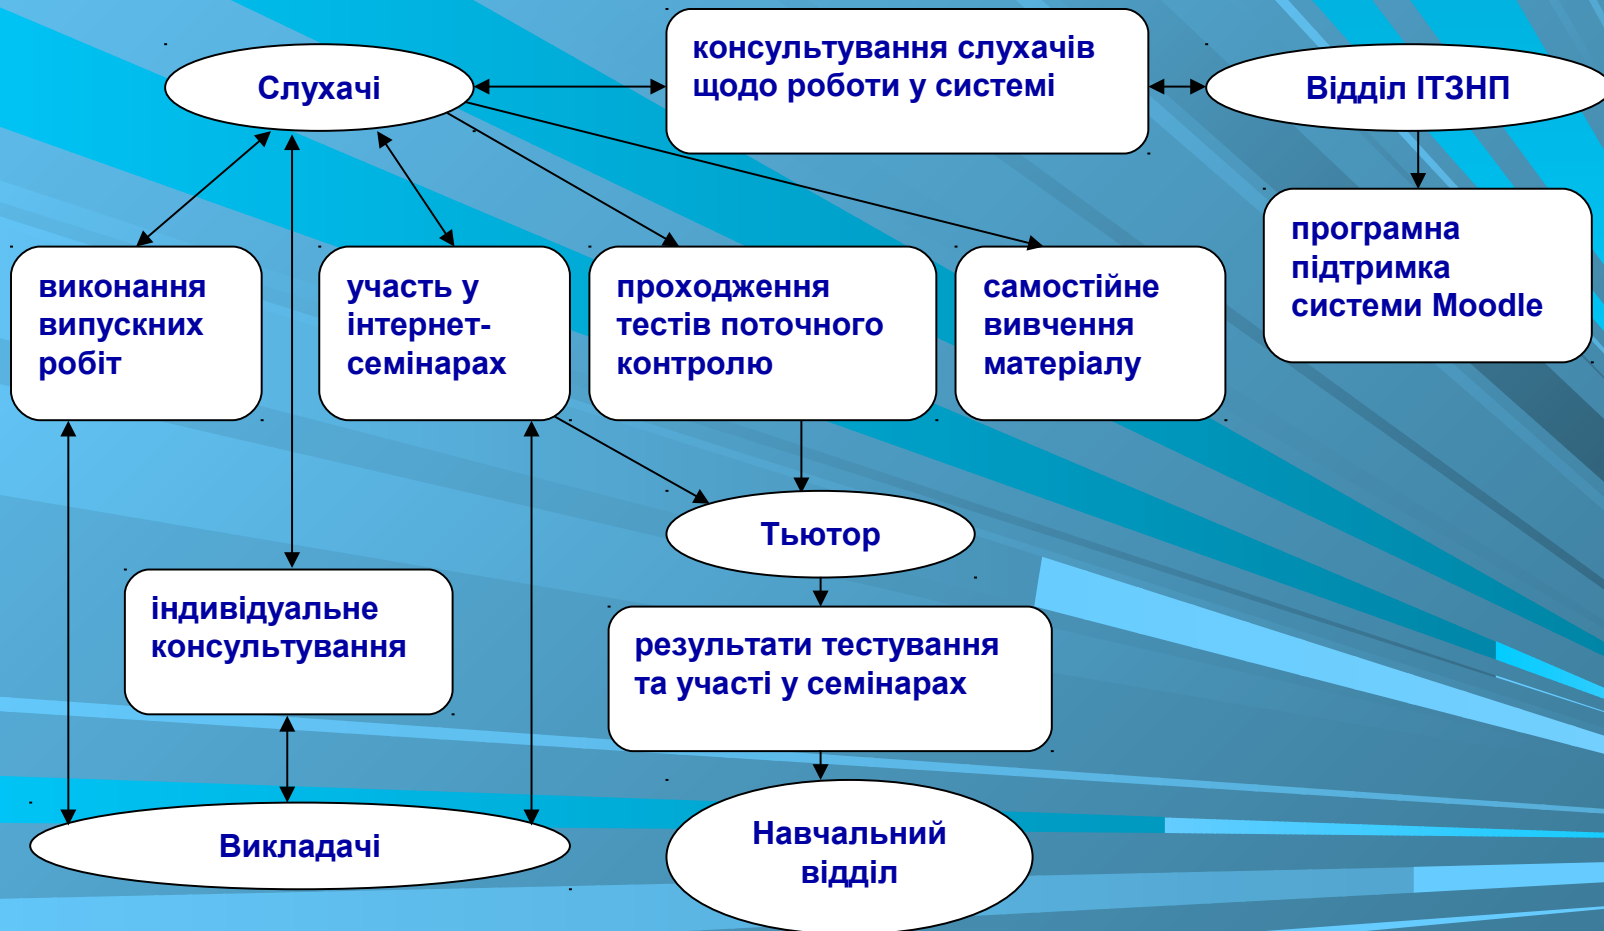 консультування слухачів
щодо роботи у системі
Слухачі
Відділ ІТЗНП
програмна
підтримка
системи Moodle
виконання
випускних
робіт
участь у
інтернет-
семінарах
проходження
тестів поточного
контролю
самостійне
вивчення
матеріалу
Тьютор
індивідуальне
консультування
результати тестування
та участі у семінарах
Викладачі
Навчальний
відділ